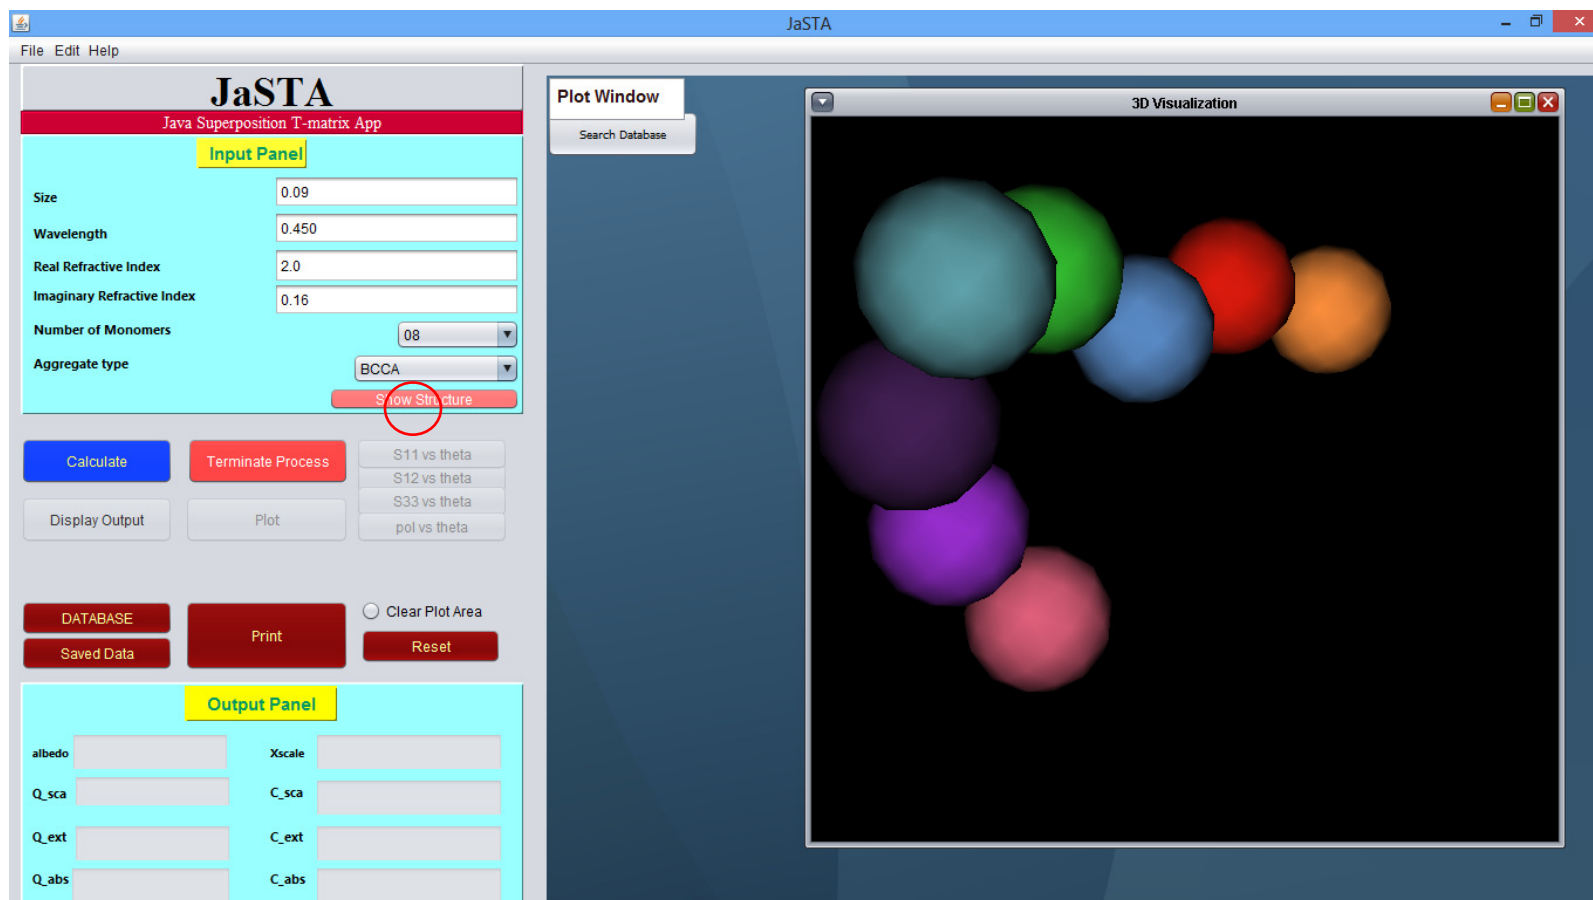 JaSTA
File Edit Help
JaSTA
Java Superposition T-matrix App
Input Panel
Size 0.09
Wavelength 0.450
Real Refractive Index 2.0
Imaginary Refractive Index 0.16
Number of Monomers 08
Aggregate type BCCA
Show Structure
Calculate Terminate Process
S11 vs theta
S12 vs theta
S33 vs theta
pol vs theta
Display Output Plot
DATABASE
Saved Data
Print
Clear Plot Area
Reset
Output Panel
albedo Xscale
Q_sca C_sca
Q_ext C_ext
Q_abs C_abs
Plot Window
Search Database
3D Visualization